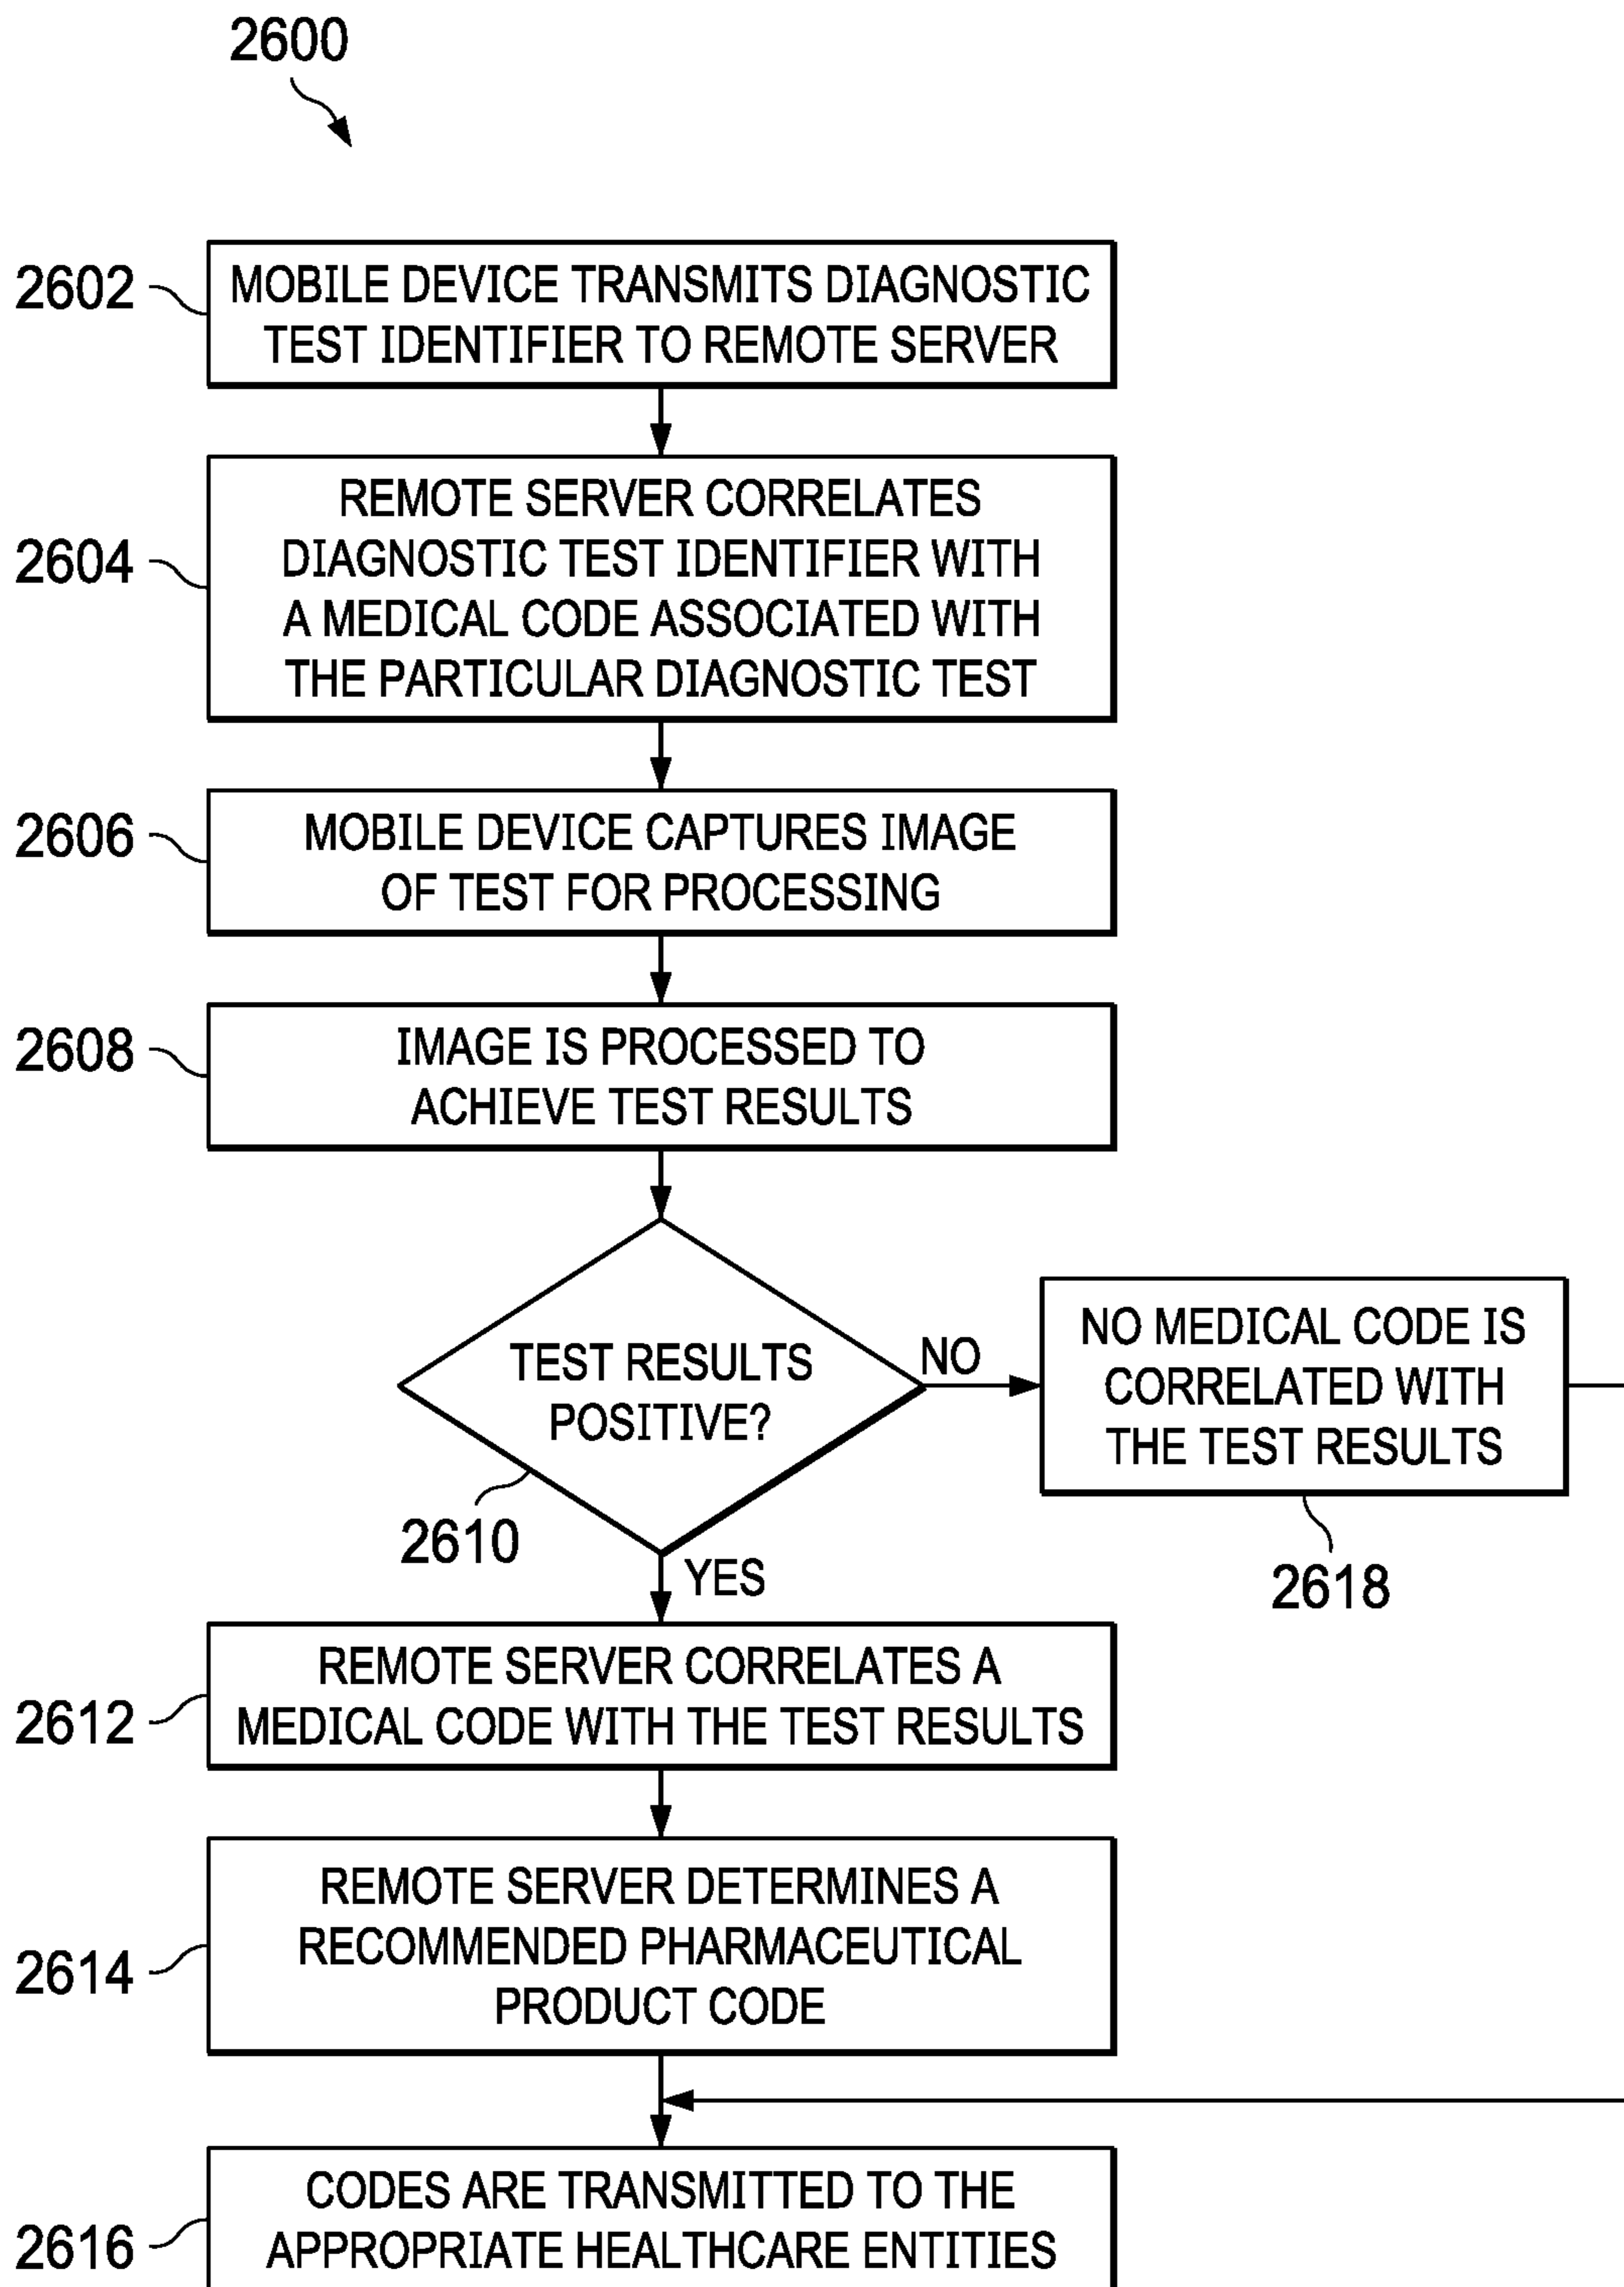 2600
2602
MOBILE DEVICE TRANSMITS DIAGNOSTIC
TEST IDENTIFIER TO REMOTE SERVER
2604
REMOTE SERVER CORRELATES
DIAGNOSTIC TEST IDENTIFIER WITH
A MEDICAL CODE ASSOCIATED WITH
THE PARTICULAR DIAGNOSTIC TEST
2606
MOBILE DEVICE CAPTURES IMAGE
OF TEST FOR PROCESSING
2608
IMAGE IS PROCESSED TO
ACHIEVE TEST RESULTS
TEST RESULTS
POSITIVE?
2610
NO
NO MEDICAL CODE IS
CORRELATED WITH
THE TEST RESULTS
2618
YES
2612
REMOTE SERVER CORRELATES A
MEDICAL CODE WITH THE TEST RESULTS
2614
REMOTE SERVER DETERMINES A
RECOMMENDED PHARMACEUTICAL
PRODUCT CODE
2616
CODES ARE TRANSMITTED TO THE
APPROPRIATE HEALTHCARE ENTITIES